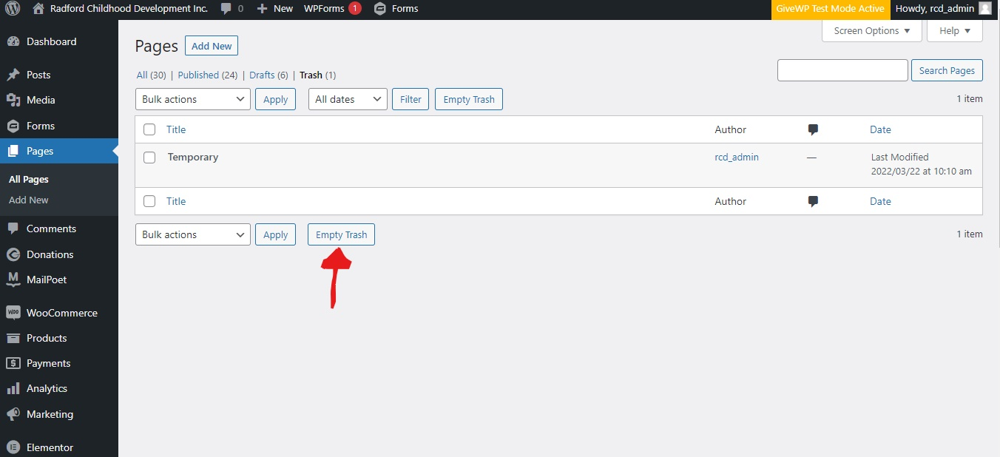 Radford Childhood Development Inc. 0 New WPForms 1 Forms GiveWP Test Mode Active Howdy, rcd_admin
Screen Options ▼ Help ▼
Dashboard
Posts
Media
Forms
Pages
All Pages
Add New
Comments
Donations
MailPoet
WooCommerce
Products
Payments
Analytics
Marketing
Elementor
Pages Add New
All (30) | Published (24) | Drafts (6) | Trash (1)
Search Pages
Bulk actions Apply All dates Filter Empty Trash 1 item
Title Author Date
Temporary rcd_admin — Last Modified
2022/03/22 at 10:10 am
Title Author Date
Bulk actions Apply Empty Trash 1 item